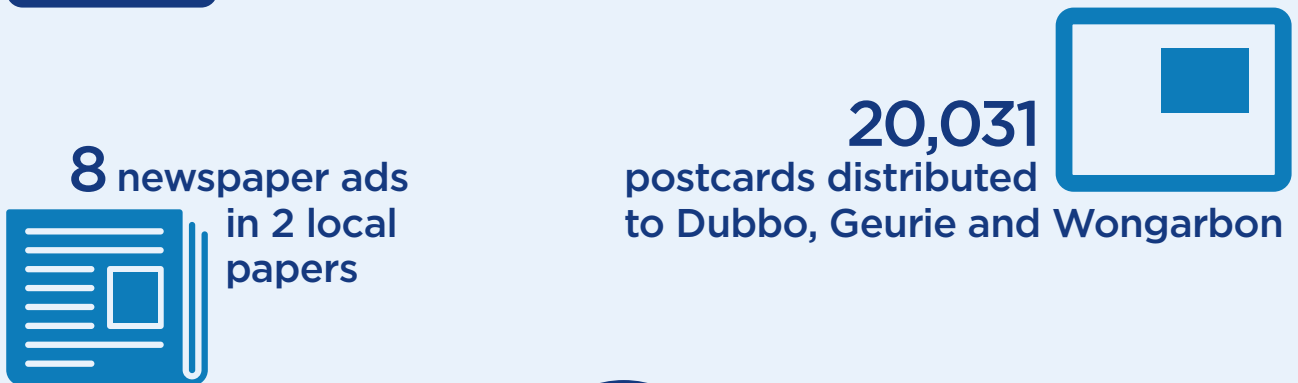 8 newspaper ads
in 2 local
papers
20,031
postcards distributed
to Dubbo, Geurie and Wongarbon